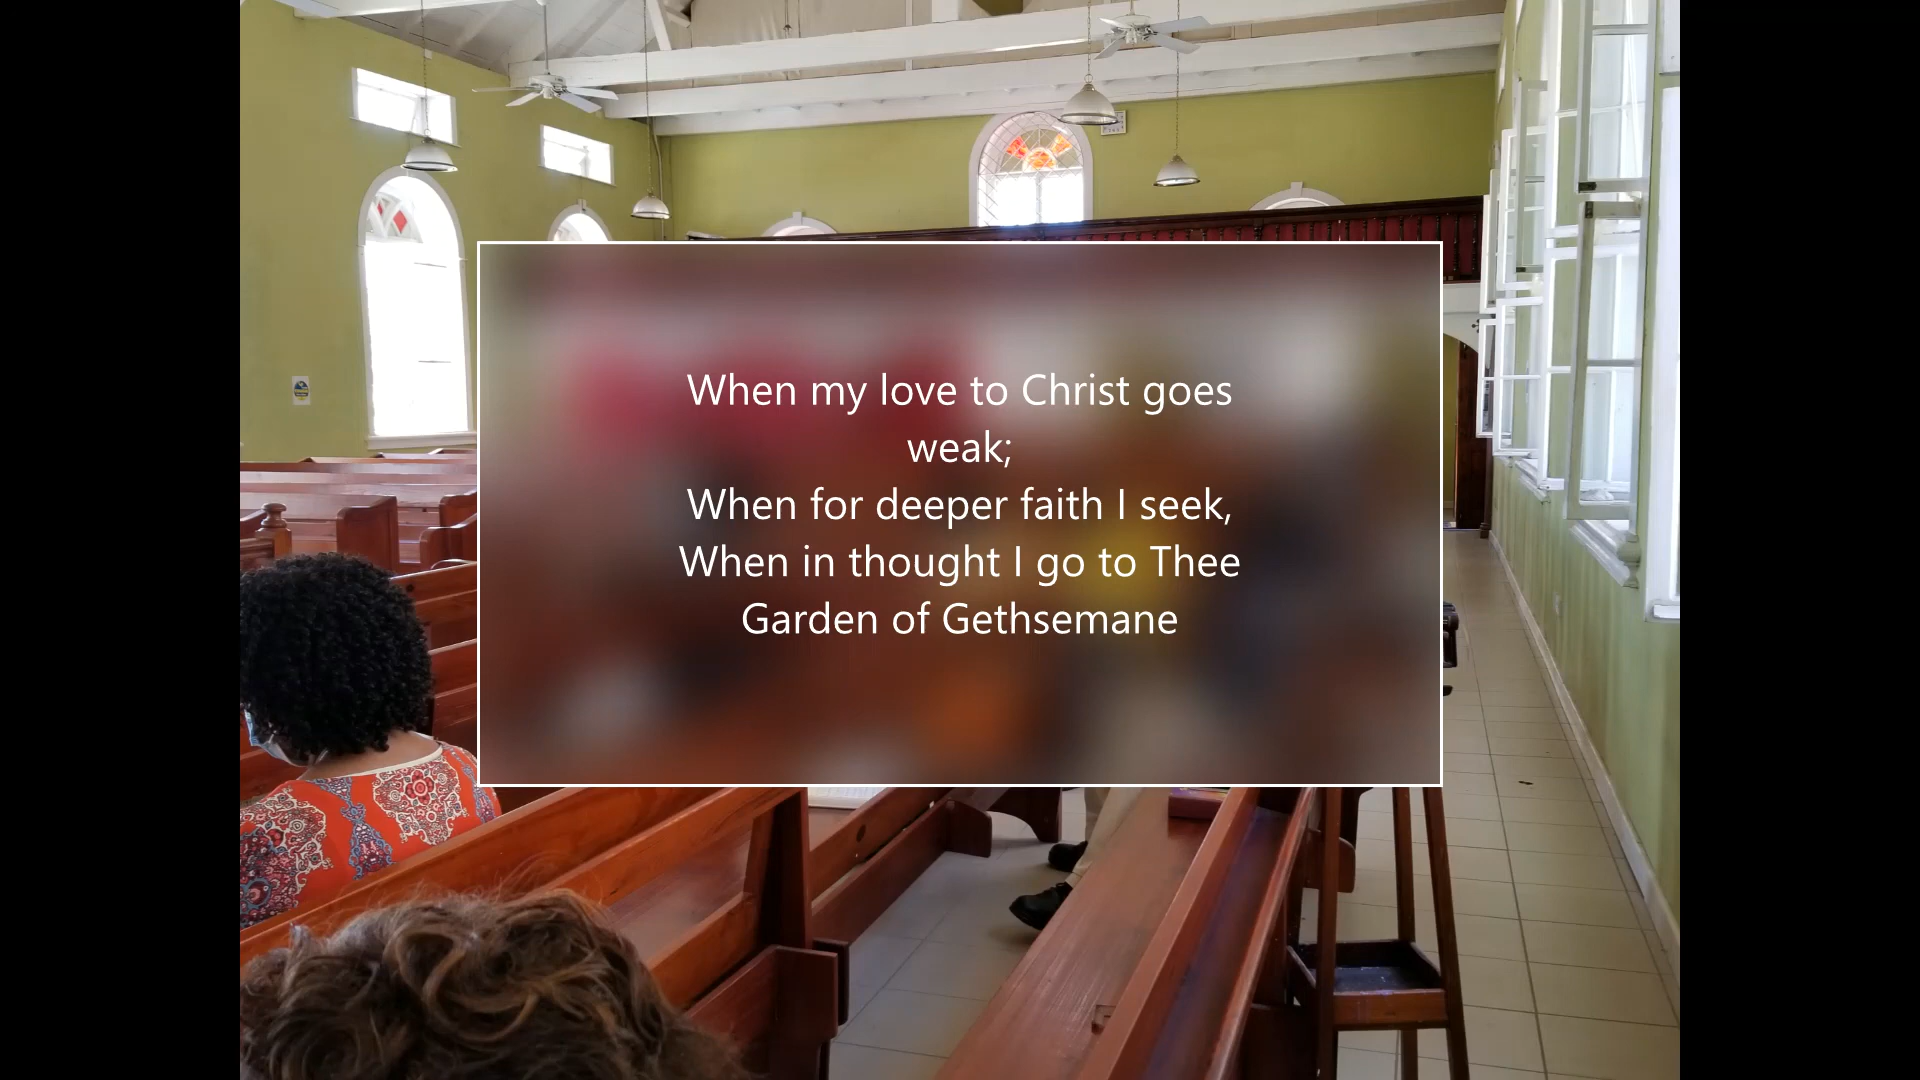 When my love to Christ goes
weak;
When for deeper faith I seek,
When in thought I go to Thee
Garden of Gethsemane